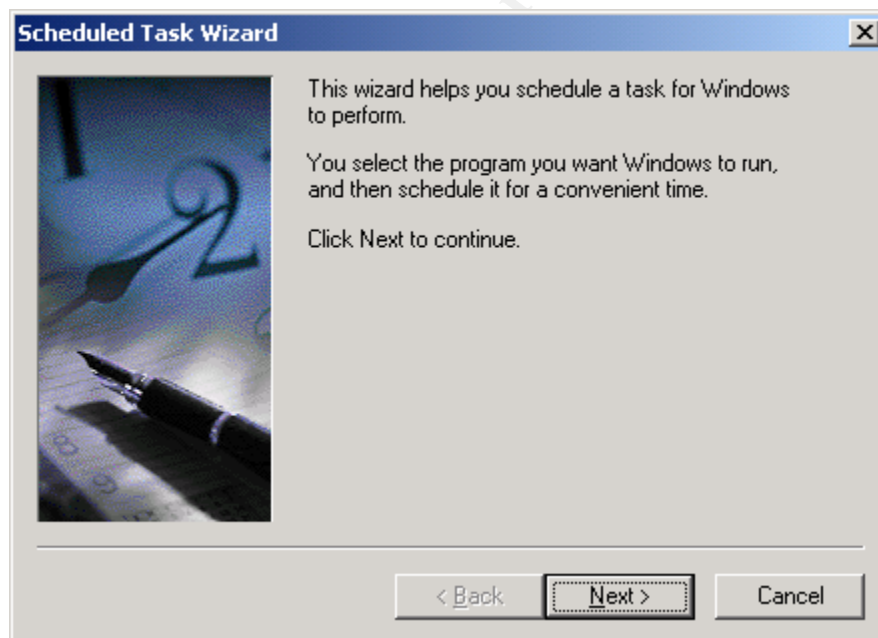 Scheduled Task Wizard
This wizard helps you schedule a task for Windows
to perform.
You select the program you want Windows to run,
and then schedule it for a convenient time.
Click Next to continue.
2
< Back
Next >
Cancel